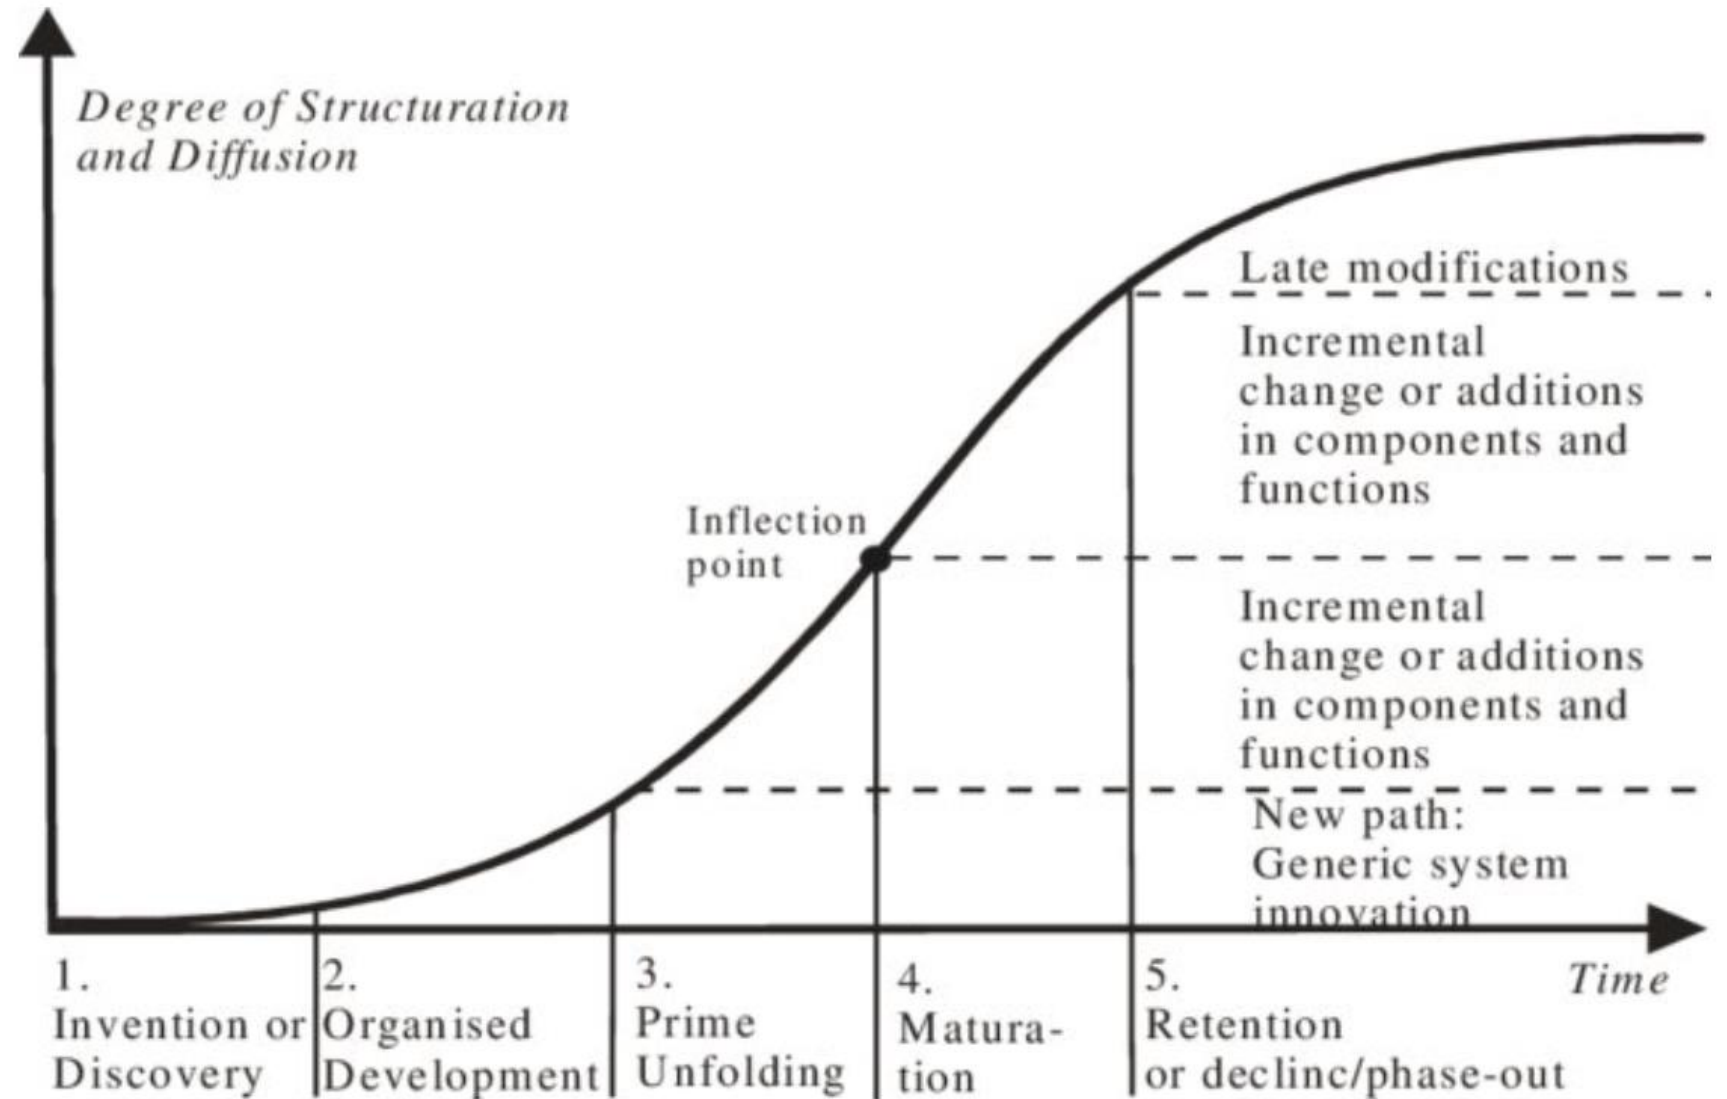 Degree of Structuration
and Diffusion
Late modifications
Incremental
change or additions
in components and
functions
Inflection
point
Incremental
change or additions
in components and
functions
New path:
Generic system
innovation
1.
Invention or
Discovery
2.
Organised
Development
3.
Prime
Unfolding
4.
Matura-
tion
5.
Retention
or declinc/phase-out
Time